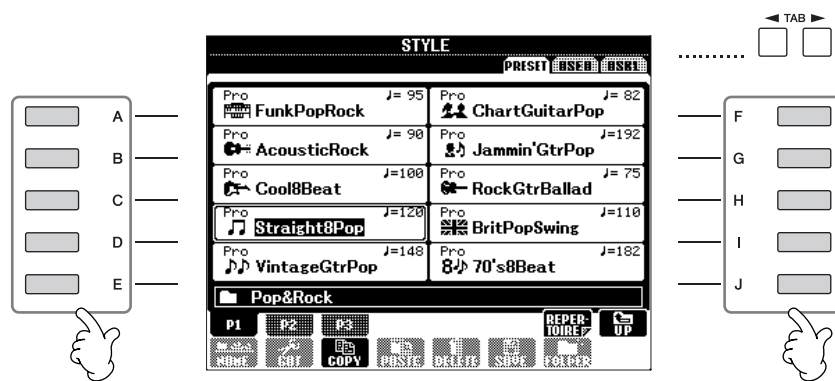 ◄ TAB ►
STYLE
PRESET USER USB1
A
B
C
D
E
Pro ♩= 95
FunkPopRock
Pro ♩= 82
ChartGuitarPop
Pro ♩= 90
AcousticRock
Pro ♩=192
Jammin'GtrPop
Pro ♩=100
Cool8Beat
Pro ♩= 75
RockGtrBallad
Pro ♩=120
Straight8Pop
Pro ♩=110
BritPopSwing
Pro ♩=148
VintageGtrPop
Pro ♩=182
70's8Beat
Pop&Rock
P1 P2 P3
REPER-
TOIRE
UP
NAME CUT COPY PASTE DELETE SAVE FOLDER
F
G
H
I
J